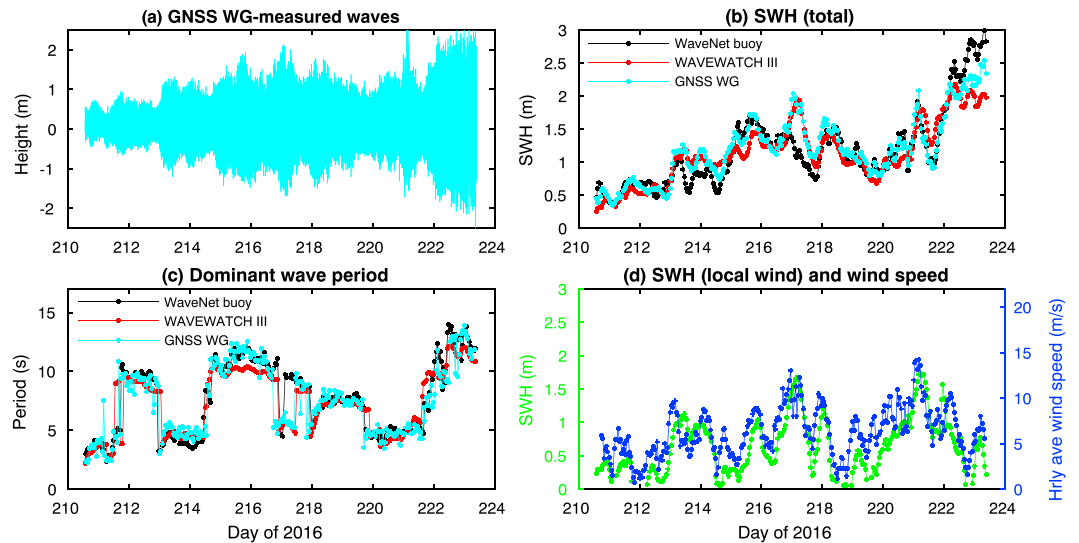 (a) GNSS WG-measured waves
Height (m)
2
1
0
-1
-2
210 212 214 216 218 220 222 224
(b) SWH (total)
WaveNet buoy
WAVEWATCH III
GNSS WG
SWH (m)
3
2.5
2
1.5
1
0.5
0
210 212 214 216 218 220 222 224
(c) Dominant wave period
WaveNet buoy
WAVEWATCH III
GNSS WG
Period (s)
15
10
5
0
210 212 214 216 218 220 222 224
Day of 2016
(d) SWH (local wind) and wind speed
SWH (m)
3
2.5
2
1.5
1
0.5
0
Hrly ave wind speed (m/s)
20
15
10
5
0
210 212 214 216 218 220 222 224
Day of 2016